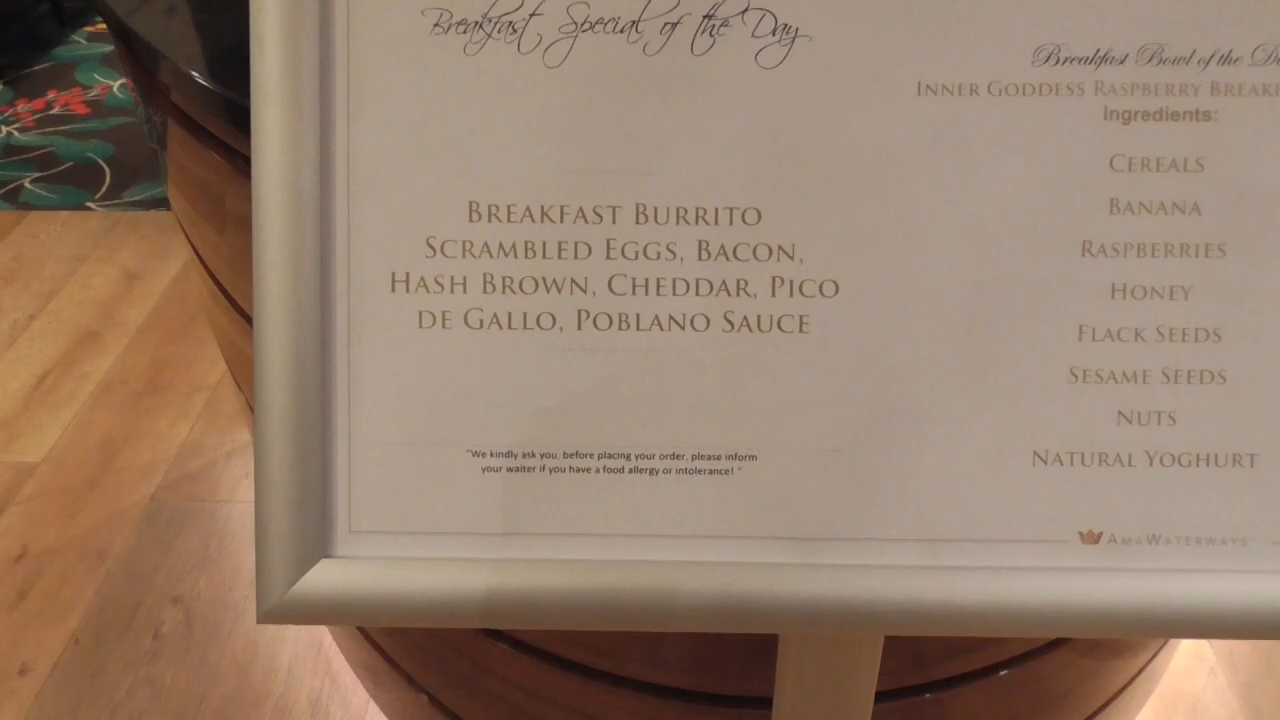 Breakfast Special of the Day
BREAKFAST BURRITO
SCRAMBLED EGGS, BACON,
HASH BROWN, CHEDDAR, PICO
DE GALLO, POBLANO SAUCE
"We kindly ask you, before placing your order, please inform
your waiter if you have a food allergy or intolerance! "
Breakfast Bowl of the
INNER GODDESS RASPBERRY
Ingredients:
CEREALS
BANANA
RASPBERRIES
HONEY
FLACK SEEDS
SESAME SEEDS
NUTS
NATURAL YOGHURT
AMAWATERWAYS